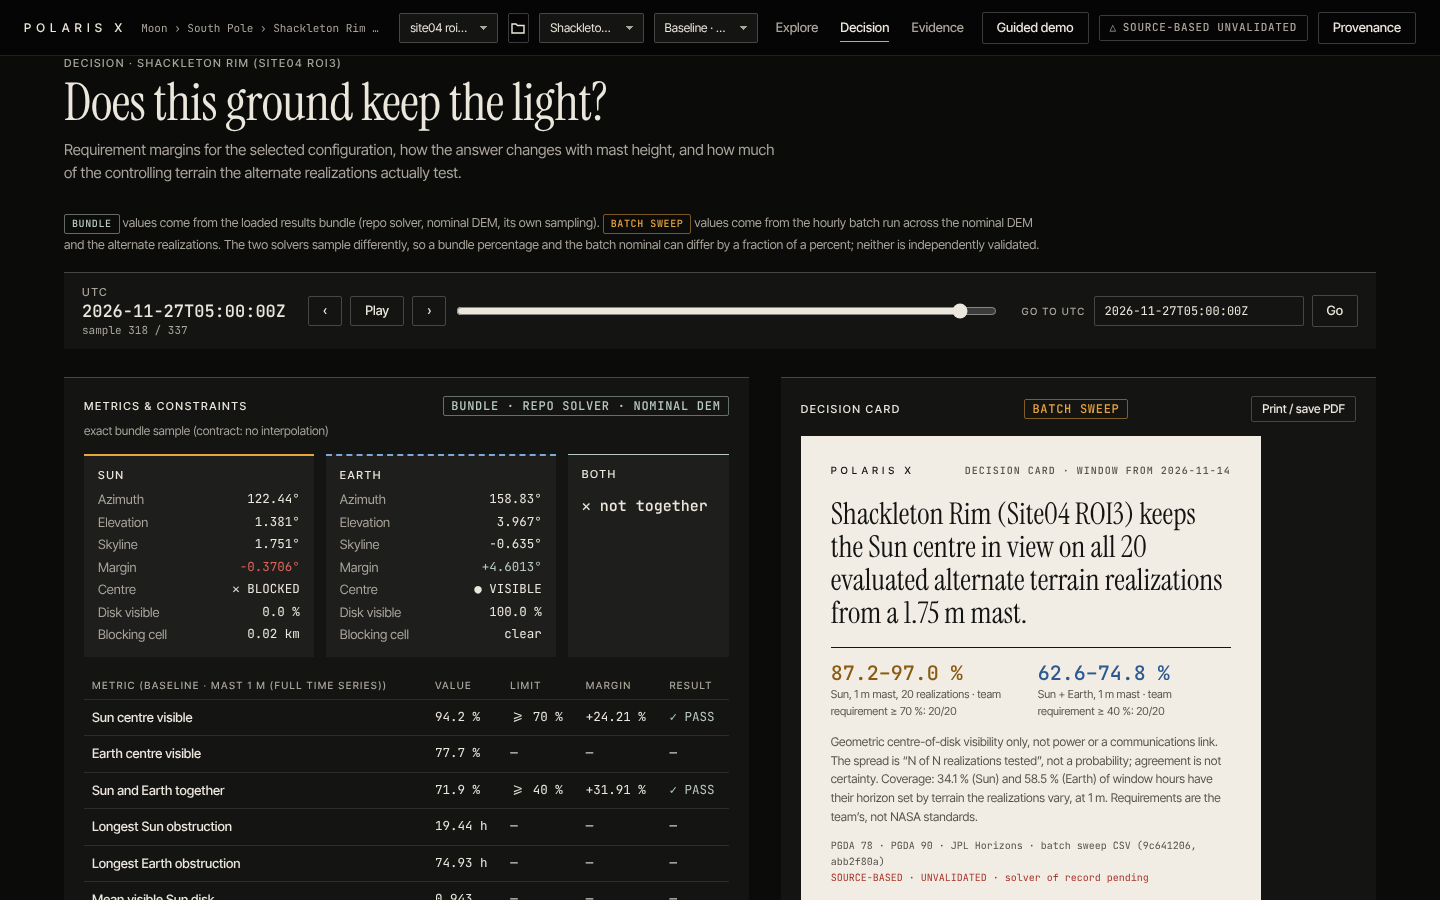 POLARIS X
Moon › South Pole › Shackleton Rim …
site04 roi…
Shackleto…
Baseline · …
Explore
Decision
Evidence
Guided demo
△ SOURCE-BASED UNVALIDATED
Provenance
DECISION · SHACKLETON RIM (SITE04 ROI3)
Does this ground keep the light?
Requirement margins for the selected configuration, how the answer changes with mast height, and how much
of the controlling terrain the alternate realizations actually test.
BUNDLE values come from the loaded results bundle (repo solver, nominal DEM, its own sampling). BATCH SWEEP values come from the hourly batch run across the nominal DEM
and the alternate realizations. The two solvers sample differently, so a bundle percentage and the batch nominal can differ by a fraction of a percent; neither is independently validated.
UTC
2026-11-27T05:00:00Z
sample 318 / 337
‹
Play
›
GO TO UTC
2026-11-27T05:00:00Z
Go
METRICS & CONSTRAINTS
BUNDLE · REPO SOLVER · NOMINAL DEM
exact bundle sample (contract: no interpolation)
SUN
Azimuth 122.44°
Elevation 1.381°
Skyline 1.751°
Margin -0.3706°
Centre × BLOCKED
Disk visible 0.0 %
Blocking cell 0.02 km
EARTH
Azimuth 158.83°
Elevation 3.967°
Skyline -0.635°
Margin +4.6013°
Centre ● VISIBLE
Disk visible 100.0 %
Blocking cell clear
BOTH
× not together
METRIC (BASELINE · MAST 1 M (FULL TIME SERIES)) VALUE LIMIT MARGIN RESULT
Sun centre visible 94.2 % ≥ 70 % +24.21 % ✓ PASS
Earth centre visible 77.7 % — — —
Sun and Earth together 71.9 % ≥ 40 % +31.91 % ✓ PASS
Longest Sun obstruction 19.44 h — — —
Longest Earth obstruction 74.93 h — — —
Mean visible Sun disk 0.943
DECISION CARD
BATCH SWEEP
Print / save PDF
POLARIS X
DECISION CARD · WINDOW FROM 2026-11-14
Shackleton Rim (Site04 ROI3) keeps
the Sun centre in view on all 20
evaluated alternate terrain realizations
from a 1.75 m mast.
87.2–97.0 %
Sun, 1 m mast, 20 realizations · team
requirement ≥ 70 %: 20/20
62.6–74.8 %
Sun + Earth, 1 m mast · team
requirement ≥ 40 %: 20/20
Geometric centre-of-disk visibility only, not power or a communications link.
The spread is “N of N realizations tested”, not a probability; agreement is not
certainty. Coverage: 34.1 % (Sun) and 58.5 % (Earth) of window hours have
their horizon set by terrain the realizations vary, at 1 m. Requirements are the
team’s, not NASA standards.
PGDA 78 · PGDA 90 · JPL Horizons · batch sweep CSV (9c641206,
abb2f80a)
SOURCE-BASED · UNVALIDATED · solver of record pending